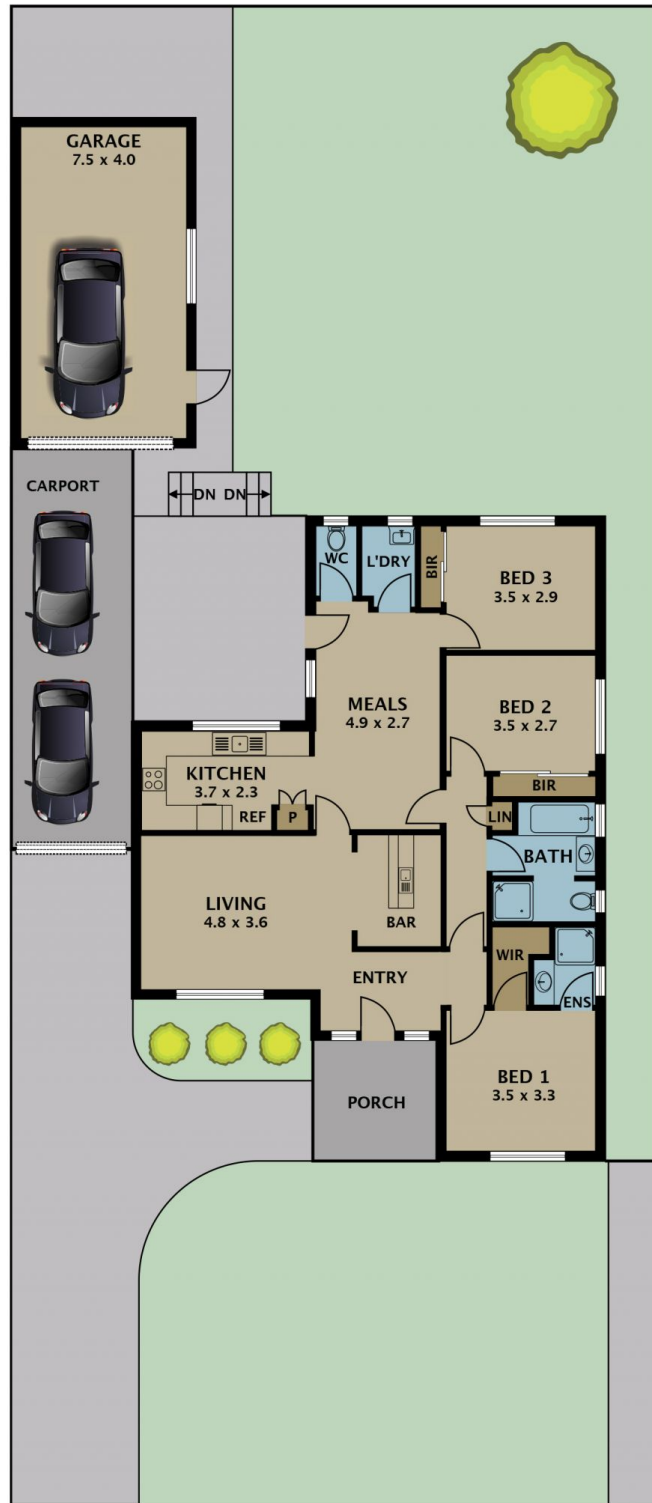 GARAGE
7.5 x 4.0
CARPORT
DN DN
WC
L'DRY
BIR
BED 3
3.5 x 2.9
MEALS
4.9 x 2.7
BED 2
3.5 x 2.7
BIR
KITCHEN
3.7 x 2.3
REF
P
LIN
BATH
LIVING
4.8 x 3.6
BAR
WIR
ENTRY
ENS
BED 1
3.5 x 3.3
PORCH